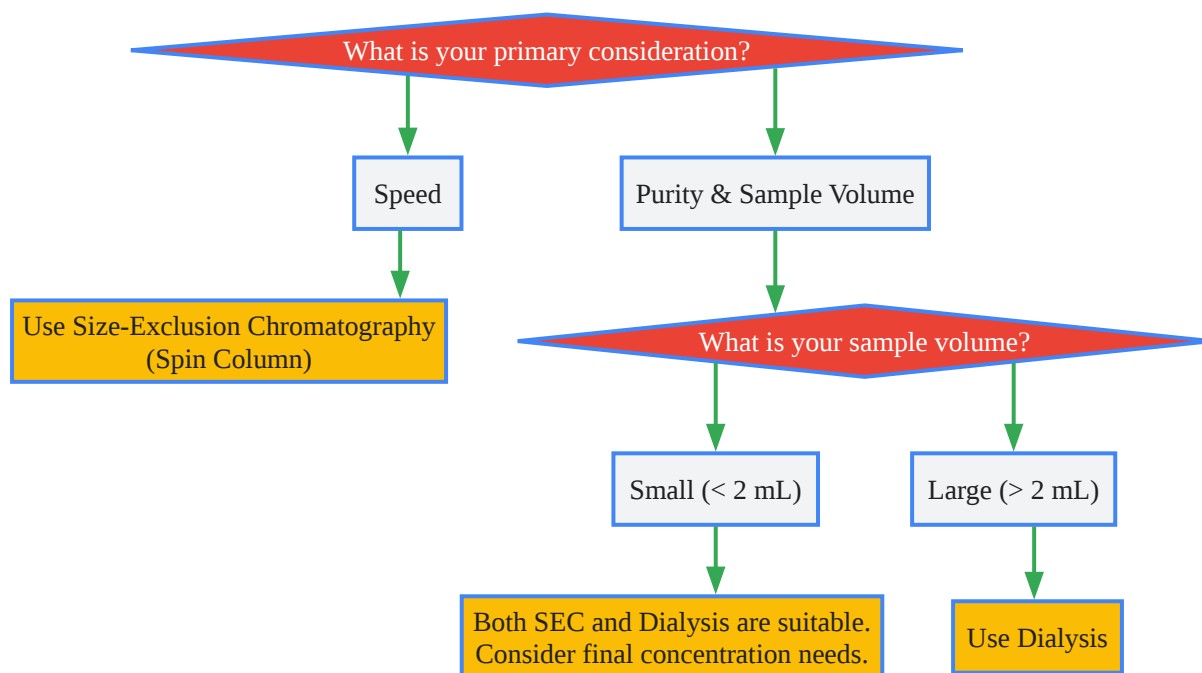 What is your primary consideration?
Speed
Purity & Sample Volume
Use Size-Exclusion Chromatography
(Spin Column)
What is your sample volume?
Small (< 2 mL)
Large (> 2 mL)
Both SEC and Dialysis are suitable.
Consider final concentration needs.
Use Dialysis